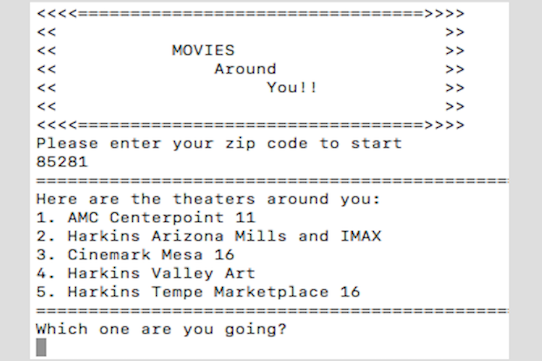 <<<<=================================>>>>
<< >>
<< MOVIES >>
<< Around >>
<< You!! >>
<< >>
<<<<=================================>>>>
Please enter your zip code to start
85281
=============================================
Here are the theaters around you:
1. AMC Centerpoint 11
2. Harkins Arizona Mills and IMAX
3. Cinemark Mesa 16
4. Harkins Valley Art
5. Harkins Tempe Marketplace 16
=============================================
Which one are you going?